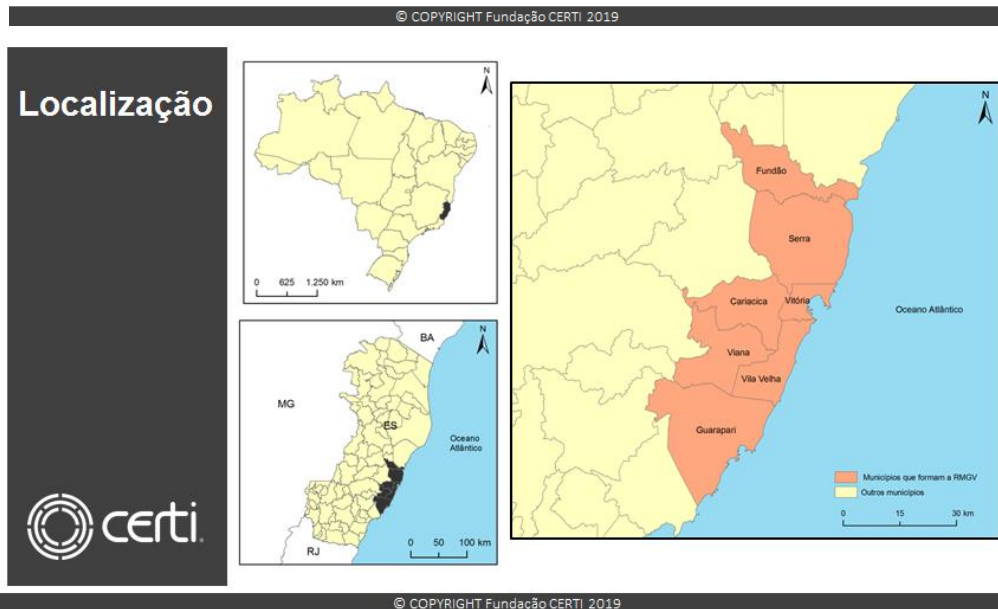 © COPYRIGHT Fundação CERTI 2019
Localização
certi.
N
0 625 1.250 km
N
BA
MG
ES
Oceano
Atlântico
RJ
0 50 100 km
N
Fundão
Serra
Cariacica
Vitória
Oceano Atlântico
Viana
Vila Velha
Guarapari
Municípios que formam a RMGV
Outros municípios
0 15 30 km
© COPYRIGHT Fundação CERTI 2019